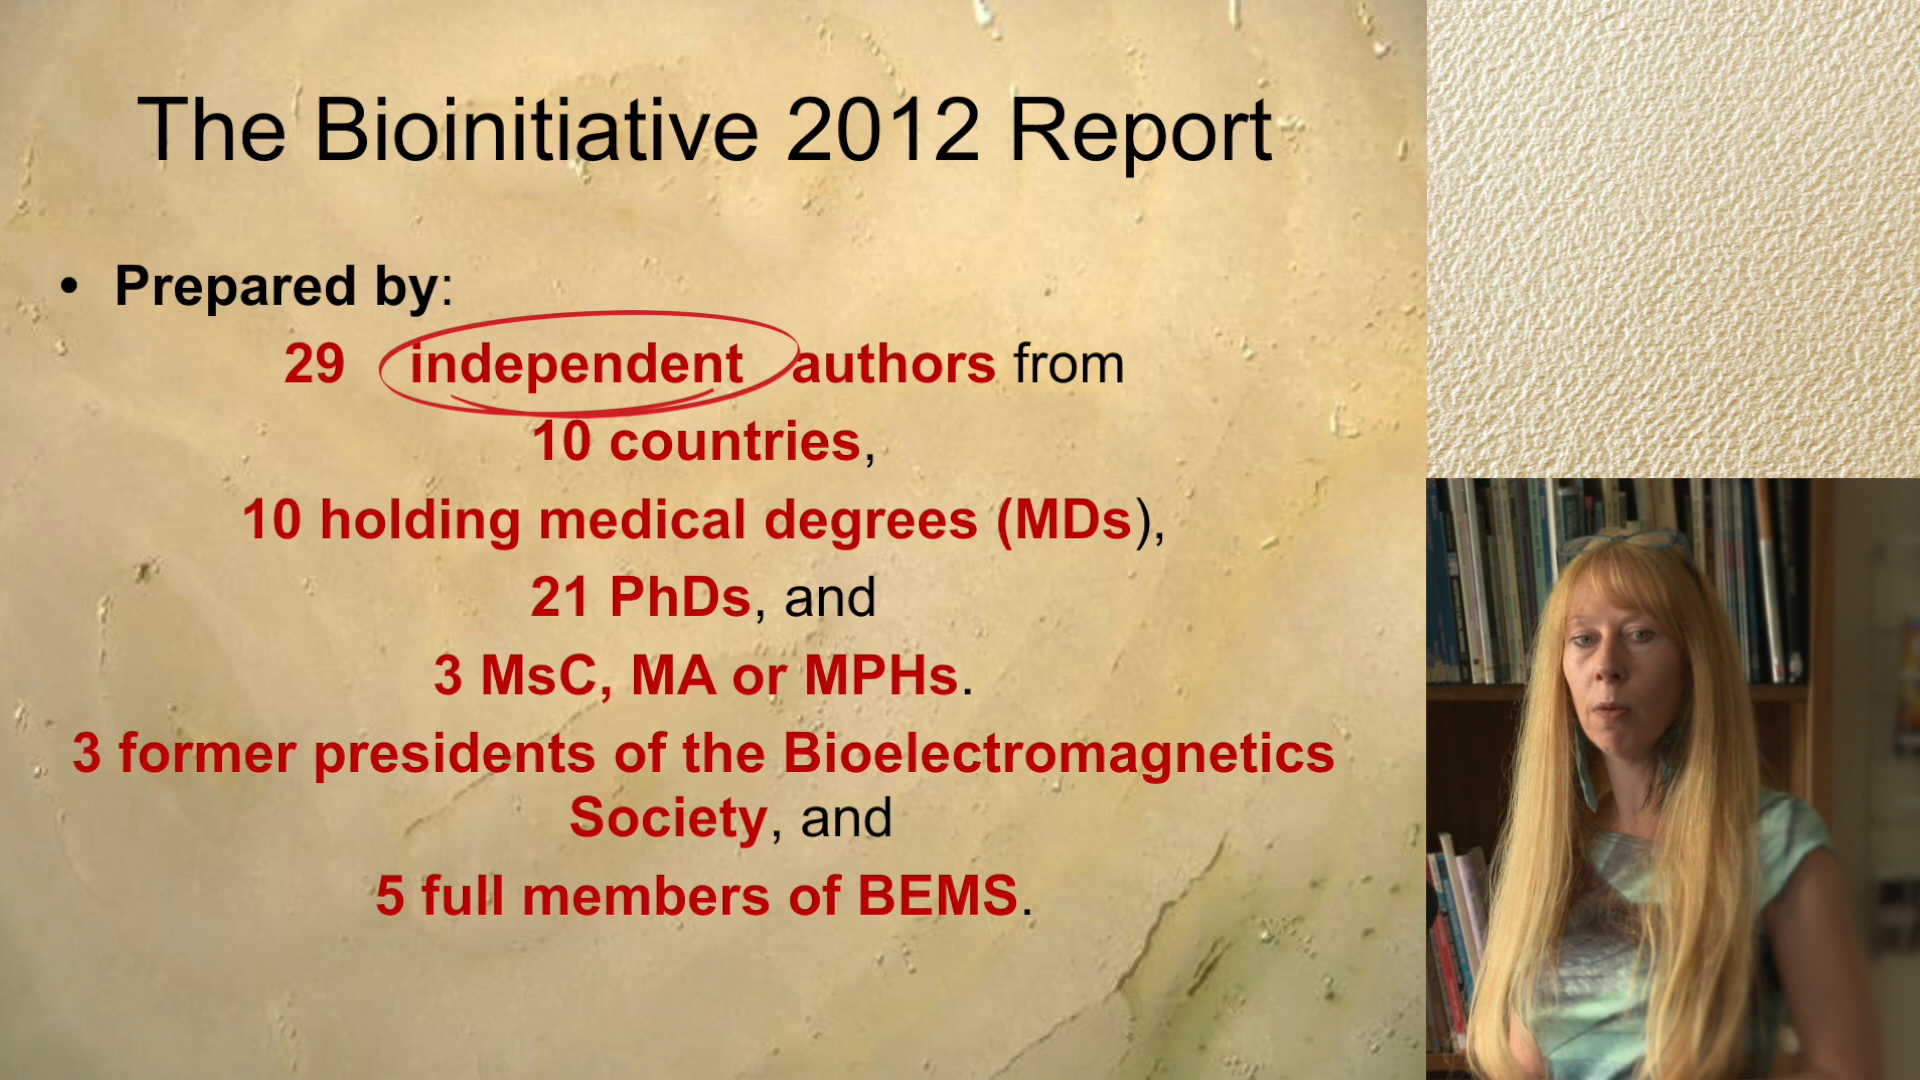 The Bioinitiative 2012 Report
• Prepared by:
29 independent authors from
10 countries,
10 holding medical degrees (MDs),
21 PhDs, and
3 MsC, MA or MPHs.
3 former presidents of the Bioelectromagnetics
Society, and
5 full members of BEMS.